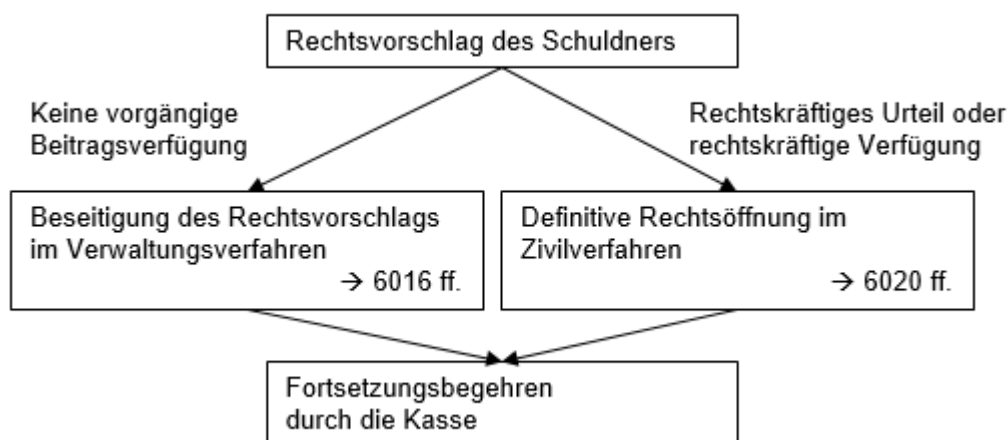 Rechtsvorschlag des Schuldners
Keine vorgängige
Beitragsverfügung
Rechtskräftiges Urteil oder
rechtskräftige Verfügung
Beseitigung des Rechtsvorschlags
im Verwaltungsverfahren
→ 6016 ff.
Definitive Rechtsöffnung im
Zivilverfahren
→ 6020 ff.
Fortsetzungsbegehren
durch die Kasse